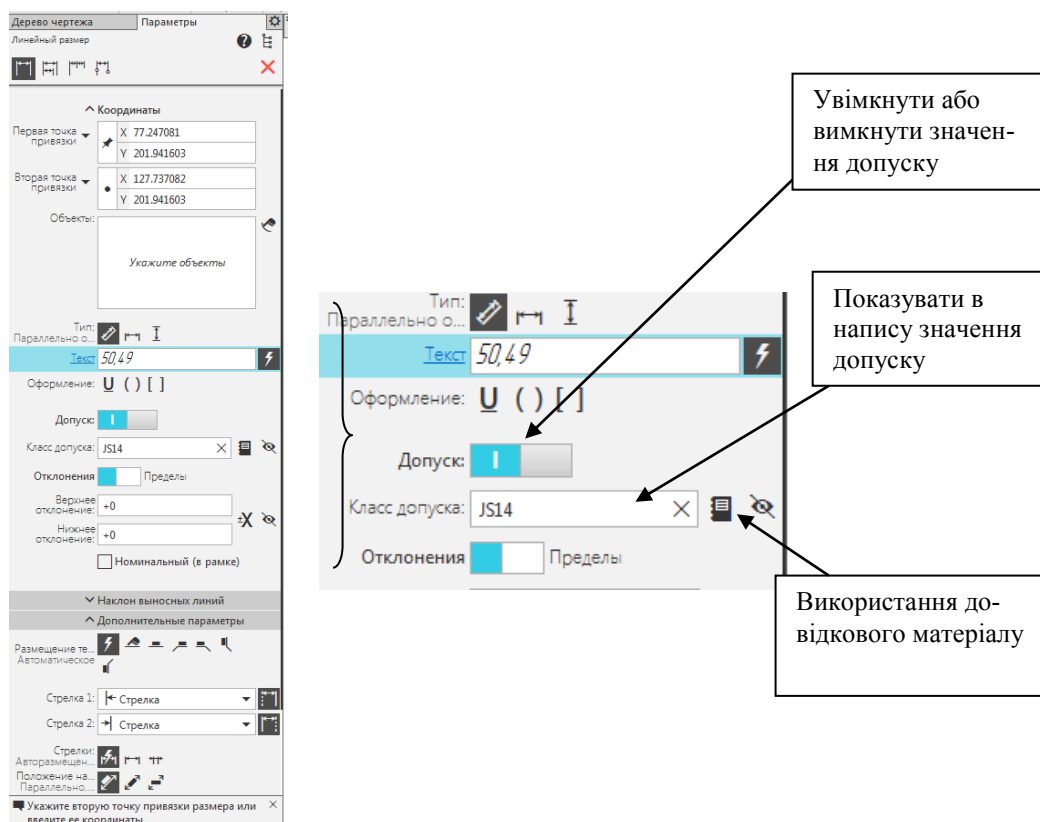 Дерево чертежа
Параметры
Линейный размер
Координаты
Первая точка привязки
X 77.247081
Y 201.941603
Вторая точка привязки
X 127.737082
Y 201.941603
Объекты:
Укажите объекты
Тип:
Параллельно о...
Текст 50,49
Оформление: U ( ) [ ]
Допуск:
Класс допуска: JS14
Отклонения Пределы
Верхнее отклонение: +0
Нижнее отклонение: +0
±X
Номинальный (в рамке)
Наклон выносных линий
Дополнительные параметры
Размещение те...
Автоматическое
Стрелка 1: Стрелка
Стрелка 2: Стрелка
Стрелки:
Авторазмещен...
Положение на...
Параллельно,...
Укажите вторую точку привязки размера или
введите ее координаты
Тип:
Параллельно о...
Текст 50,49
Оформление: U ( ) [ ]
Допуск:
Класс допуска: JS14
Отклонения Пределы
Увімкнути або
вимкнути значен-
ня допуску
Показувати в
напису значення
допуску
Використання до-
відкового матеріалу